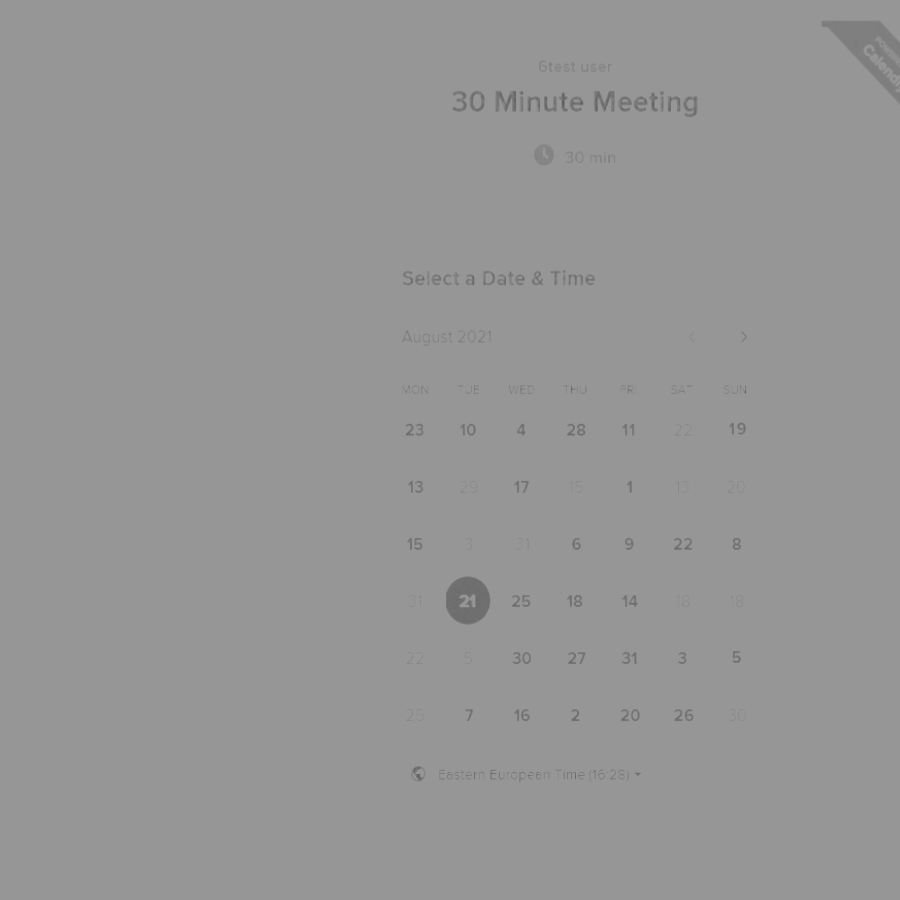 POWERED
Calendly
6test user
30 Minute Meeting
30 min
Select a Date & Time
August 2021
MON TUE WED THU FRI SAT SUN
23 10 4 28 11 22 19
13 29 17 15 1 13 20
15 3 31 6 9 22 8
31 21 25 18 14 18 18
22 5 30 27 31 3 5
25 7 16 2 20 26 30
Eastern European Time (16:28)